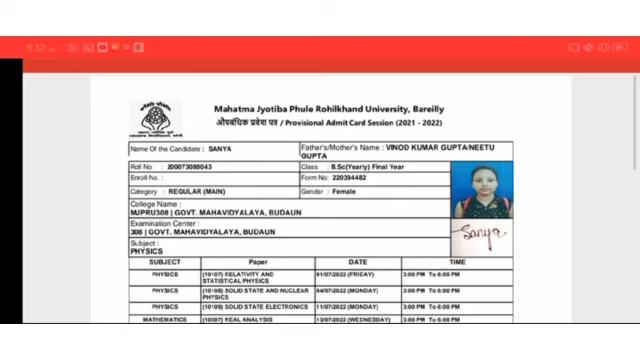 9:32
Mahatma Jyotiba Phule Rohilkhand University, Bareilly
औपबंधिक प्रवेश पत्र / Provisional Admit Card Session (2021 - 2022)
Name Of the Candidate : SANYA
Father's/Mother's Name : VINOD KUMAR GUPTA/NEETU GUPTA
Roll No : 200073088043
Class : B.Sc(Yearly) Final Year
Enroll No. :
Form No : 220394482
Category : REGULAR (MAIN)
Gender : Female
College Name :
MJPRU308 | GOVT. MAHAVIDYALAYA, BUDAUN
Examination Center :
308 | GOVT. MAHAVIDYALAYA, BUDAUN
Sanya
Subject :
PHYSICS
SUBJECT Paper DATE TIME
PHYSICS (10107) RELATIVITY AND STATISTICAL PHYSICS 01/07/2022 (FRIDAY) 3:00 PM To 6:00 PM
PHYSICS (10108) SOLID STATE AND NUCLEAR PHYSICS 04/07/2022 (MONDAY) 3:00 PM To 6:00 PM
PHYSICS (10109) SOLID STATE ELECTRONICS 11/07/2022 (MONDAY) 3:00 PM To 6:00 PM
MATHEMATICS (10307) REAL ANALYSIS 13/07/2022 (WEDNESDAY) 3:00 PM To 6:00 PM